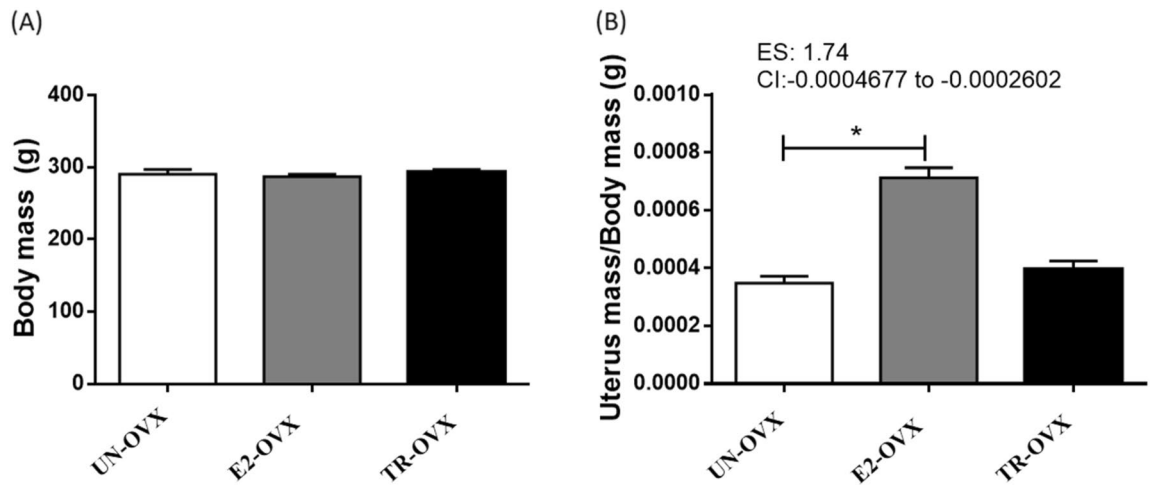 (A)
Body mass (g)
400
300
200
100
0
UN-OVX
E2-OVX
TR-OVX
(B)
ES: 1.74
CI:-0.0004677 to -0.0002602
Uterus mass/Body mass (g)
0.0010
0.0008
0.0006
0.0004
0.0002
0.0000
*
UN-OVX
E2-OVX
TR-OVX